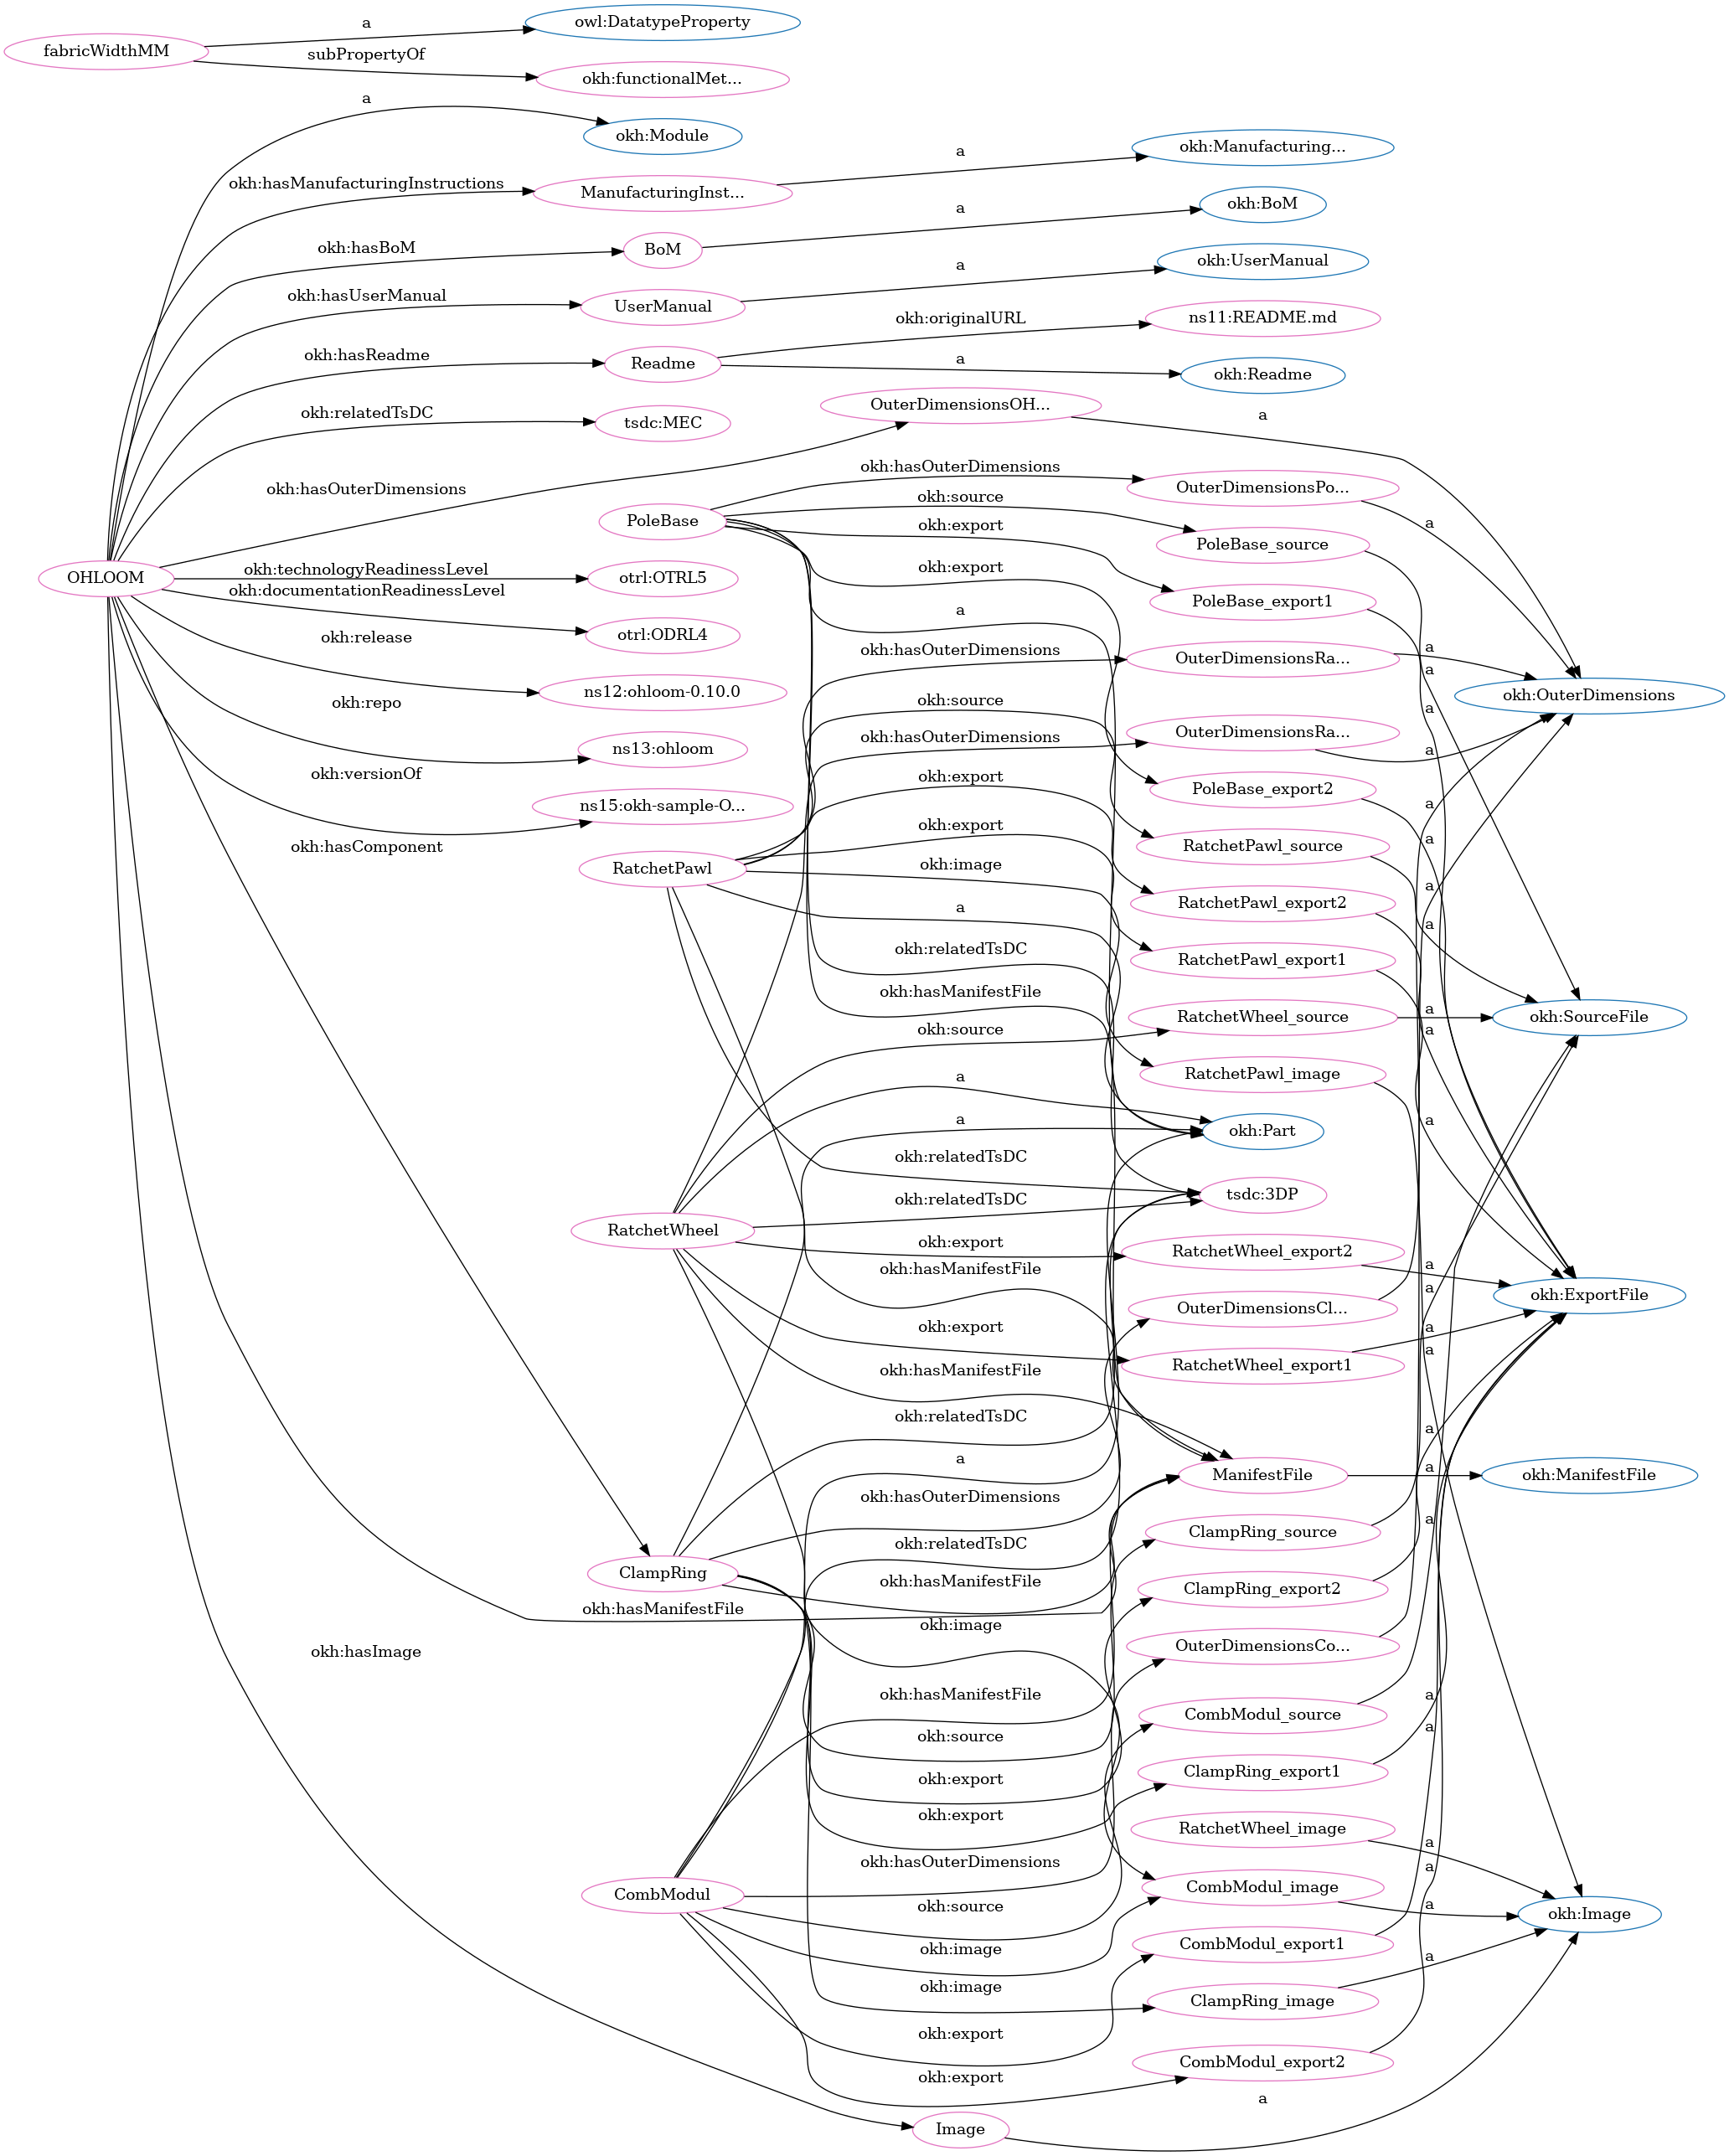 a
owl:DatatypeProperty
fabricWidthMM
subPropertyOf
okh:functionalMet...
a
okh:Module
okh:Manufacturing...
a
okh:hasManufacturingInstructions
ManufacturingInst...
okh:BoM
a
okh:hasBoM
BoM
okh:UserManual
a
okh:hasUserManual
UserManual
okh:originalURL
ns11:README.md
okh:hasReadme
Readme
a
okh:Readme
okh:relatedTsDC
tsdc:MEC
OuterDimensionsOH...
a
okh:hasOuterDimensions
okh:hasOuterDimensions
OuterDimensionsPo...
a
PoleBase
okh:source
PoleBase_source
okh:export
OHLOOM
okh:technologyReadinessLevel
otrl:OTRL5
okh:export
okh:documentationReadinessLevel
PoleBase_export1
a
okh:release
otrl:ODRL4
okh:hasOuterDimensions
OuterDimensionsRa...
a
a
okh:repo
ns12:ohloom-0.10.0
okh:source
a
okh:OuterDimensions
okh:versionOf
ns13:ohloom
okh:hasOuterDimensions
OuterDimensionsRa...
a
okh:export
PoleBase_export2
a
ns15:okh-sample-O...
okh:hasComponent
okh:export
RatchetPawl_source
a
RatchetPawl
okh:image
a
RatchetPawl_export2
a
a
okh:relatedTsDC
RatchetPawl_export1
okh:hasManifestFile
okh:source
RatchetWheel_source
a
okh:SourceFile
a
RatchetPawl_image
a
a
okh:Part
a
okh:relatedTsDC
okh:relatedTsDC
tsdc:3DP
RatchetWheel
okh:export
RatchetWheel_export2
a
okh:hasManifestFile
a
okh:ExportFile
OuterDimensionsCl...
okh:export
a
okh:hasManifestFile
RatchetWheel_export1
a
okh:relatedTsDC
a
a
ManifestFile
a
okh:ManifestFile
okh:hasOuterDimensions
a
ClampRing_source
okh:relatedTsDC
ClampRing
okh:hasManifestFile
ClampRing_export2
okh:hasManifestFile
okh:image
okh:hasImage
OuterDimensionsCo...
okh:hasManifestFile
a
CombModul_source
okh:source
a
okh:export
ClampRing_export1
okh:export
RatchetWheel_image
a
okh:hasOuterDimensions
a
CombModul
CombModul_image
a
okh:source
okh:Image
okh:image
CombModul_export1
a
okh:image
ClampRing_image
okh:export
CombModul_export2
okh:export
a
Image